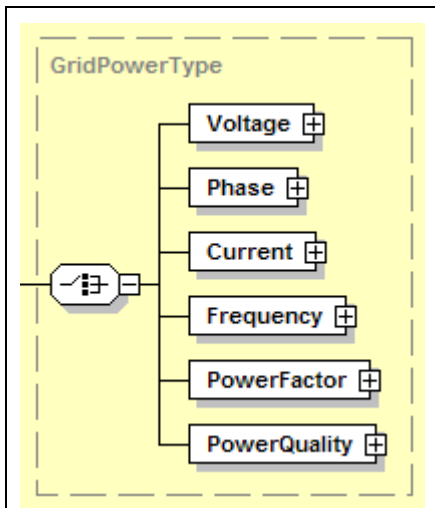 GridPowerType
Voltage
Phase
Current
Frequency
PowerFactor
PowerQuality